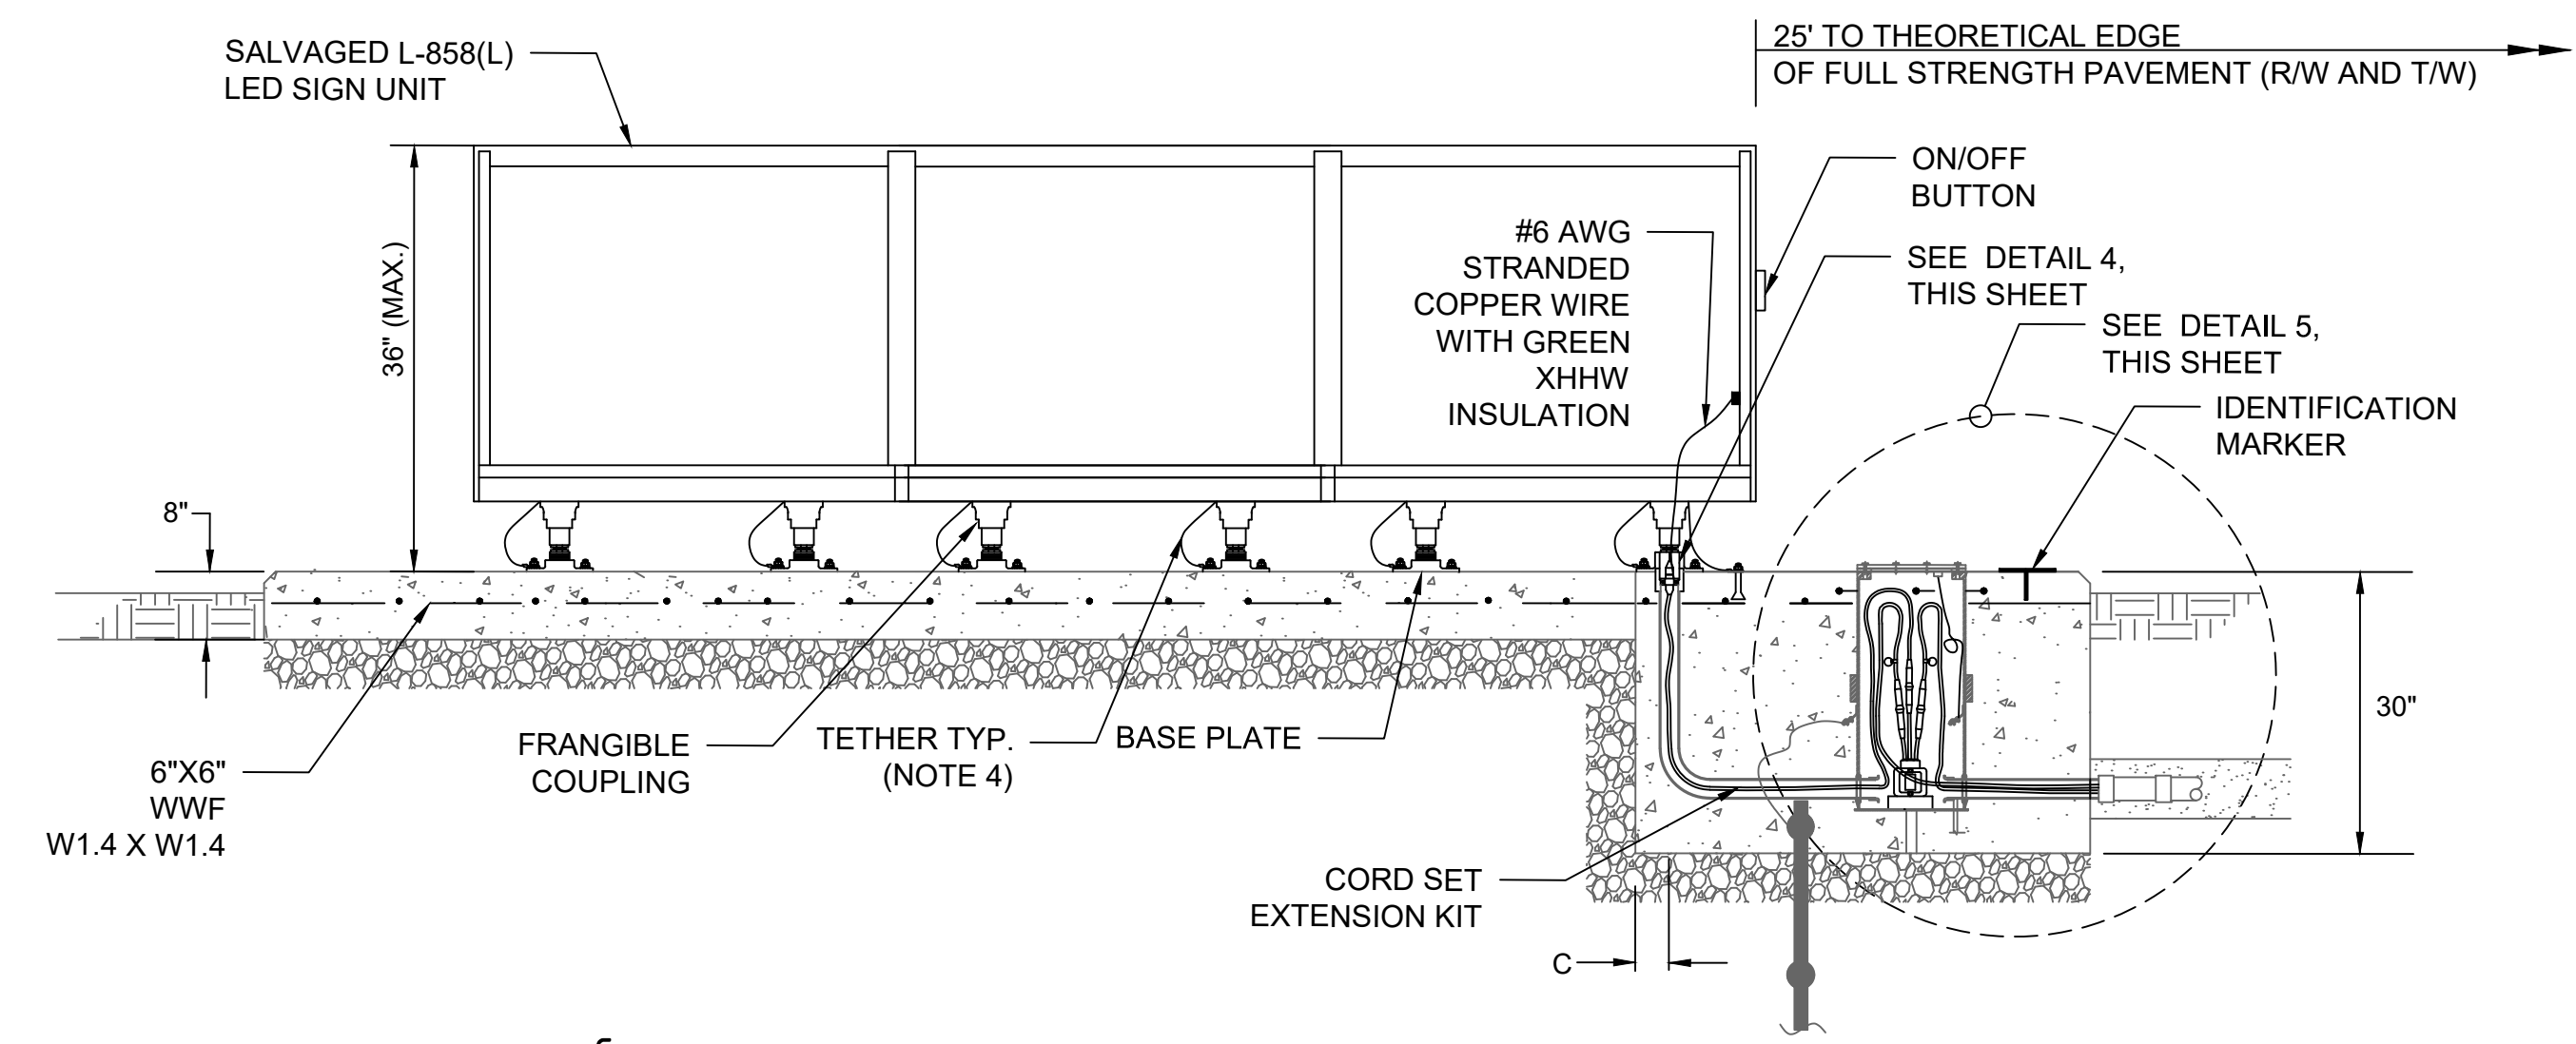 SALVAGED L-858(L)
LED SIGN UNIT
25' TO THEORETICAL EDGE
OF FULL STRENGTH PAVEMENT (R/W AND T/W)
ON/OFF
BUTTON
#6 AWG
STRANDED
COPPER WIRE
WITH GREEN
XHHW
INSULATION
SEE DETAIL 4,
THIS SHEET
SEE DETAIL 5,
THIS SHEET
IDENTIFICATION
MARKER
36" (MAX.)
8"
30"
6"X6"
WWF
W1.4 X W1.4
FRANGIBLE
COUPLING
TETHER TYP.
(NOTE 4)
BASE PLATE
CORD SET
EXTENSION KIT
C